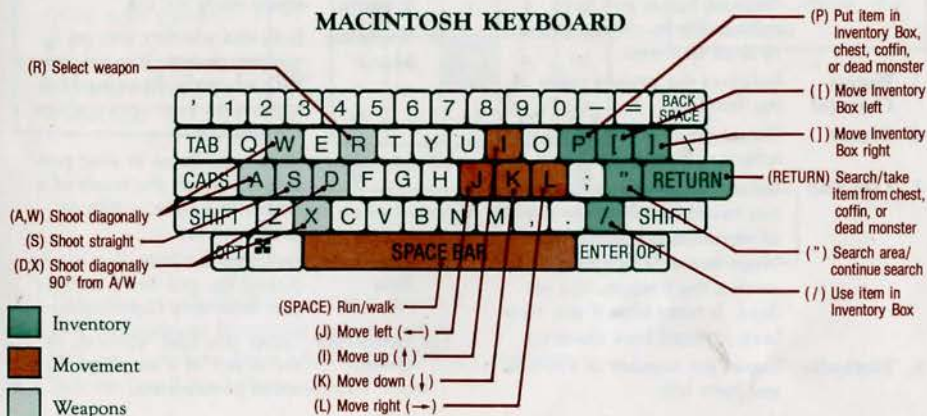 MACINTOSH KEYBOARD
(R) Select weapon
(P) Put item in
Inventory Box,
chest, coffin,
or dead monster
([) Move Inventory
Box left
(]) Move Inventory
Box right
(RETURN) Search/take
item from chest,
coffin, or
dead monster
(") Search area/
continue search
(/) Use item in
Inventory Box
' 1 2 3 4 5 6 7 8 9 0 – = BACK SPACE
TAB Q W E R T Y U I O P [ ] \
CAPS A S D F G H J K L ; " RETURN
SHIFT Z X C V B N M , . / SHIFT
OPT ⌘ SPACE BAR ENTER OPT
(A,W) Shoot diagonally
(S) Shoot straight
(D,X) Shoot diagonally
90° from A/W
(SPACE) Run/walk
(J) Move left (←)
(I) Move up (↑)
(K) Move down (↓)
(L) Move right (→)
Inventory
Movement
Weapons